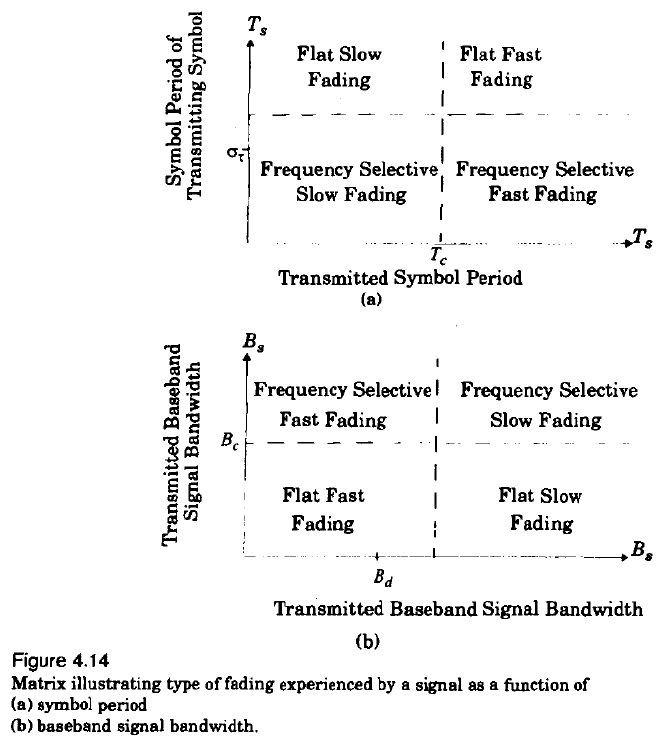 T_s
Symbol Period of
Transmitting Symbol
Flat Slow
Fading
Flat Fast
Fading
σ_τ
Frequency Selective
Slow Fading
Frequency Selective
Fast Fading
T_c
T_s
Transmitted Symbol Period
(a)
B_s
Transmitted Baseband
Signal Bandwidth
Frequency Selective
Fast Fading
Frequency Selective
Slow Fading
B_c
Flat Fast
Fading
Flat Slow
Fading
B_d
B_s
Transmitted Baseband Signal Bandwidth
(b)
Figure 4.14
Matrix illustrating type of fading experienced by a signal as a function of
(a) symbol period
(b) baseband signal bandwidth.